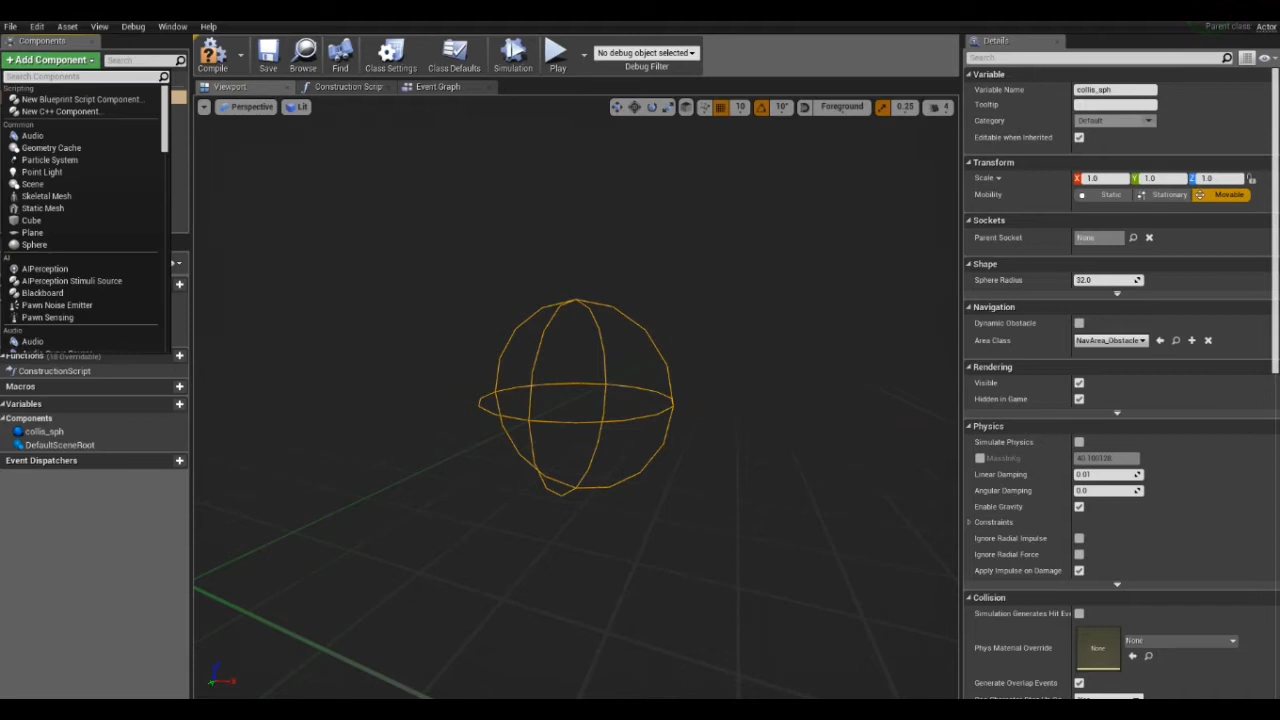 File Edit Asset View Debug Window Help
Parent class: Actor
Components
+Add Component
Search
Search Components
Scripting
New Blueprint Script Component...
New C++ Component...
Common
Audio
Geometry Cache
Particle System
Point Light
Scene
Skeletal Mesh
Static Mesh
Cube
Plane
Sphere
AI
AIPerception
AIPerception Stimuli Source
Blackboard
Pawn Noise Emitter
Pawn Sensing
Audio
Audio
Functions (18 Overridable)
ConstructionScript
Macros
Variables
Components
collis_sph
DefaultSceneRoot
Event Dispatchers
Compile Save Browse Find Class Settings Class Defaults Simulation Play
No debug object selected
Debug Filter
Viewport Construction Scrip Event Graph
Perspective Lit
10 10° Foreground 0.25 4
X
Details
Search
Variable
Variable Name collis_sph
Tooltip
Category Default
Editable when Inherited
Transform
Scale X 1.0 Y 1.0 Z 1.0
Mobility Static Stationary Movable
Sockets
Parent Socket None
Shape
Sphere Radius 32.0
Navigation
Dynamic Obstacle
Area Class NavArea_Obstacle
Rendering
Visible
Hidden in Game
Physics
Simulate Physics
Linear Damping 0.01
Angular Damping 0.0
Enable Gravity
Constraints
Ignore Radial Impulse
Ignore Radial Force
Apply Impulse on Damage
Collision
Simulation Generates Hit Eve
Phys Material Override None None
Generate Overlap Events